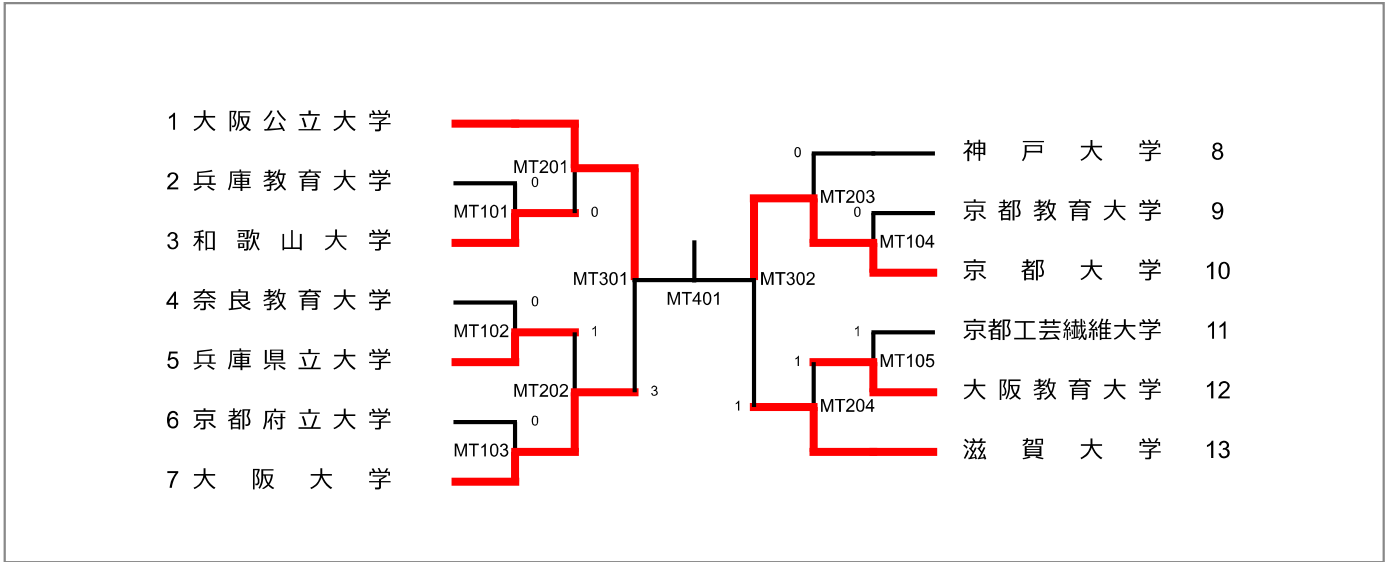 1 大阪公立大学
2 兵庫教育大学
3 和歌山大学
4 奈良教育大学
5 兵庫県立大学
6 京都府立大学
7 大阪大学
MT201
0
MT101
0
MT301
0
MT102
1
MT202
3
0
MT103
MT401
0
MT203
0
MT104
MT302
1
1
MT105
1
MT204
神戸大学 8
京都教育大学 9
京都大学 10
京都工芸繊維大学 11
大阪教育大学 12
滋賀大学 13